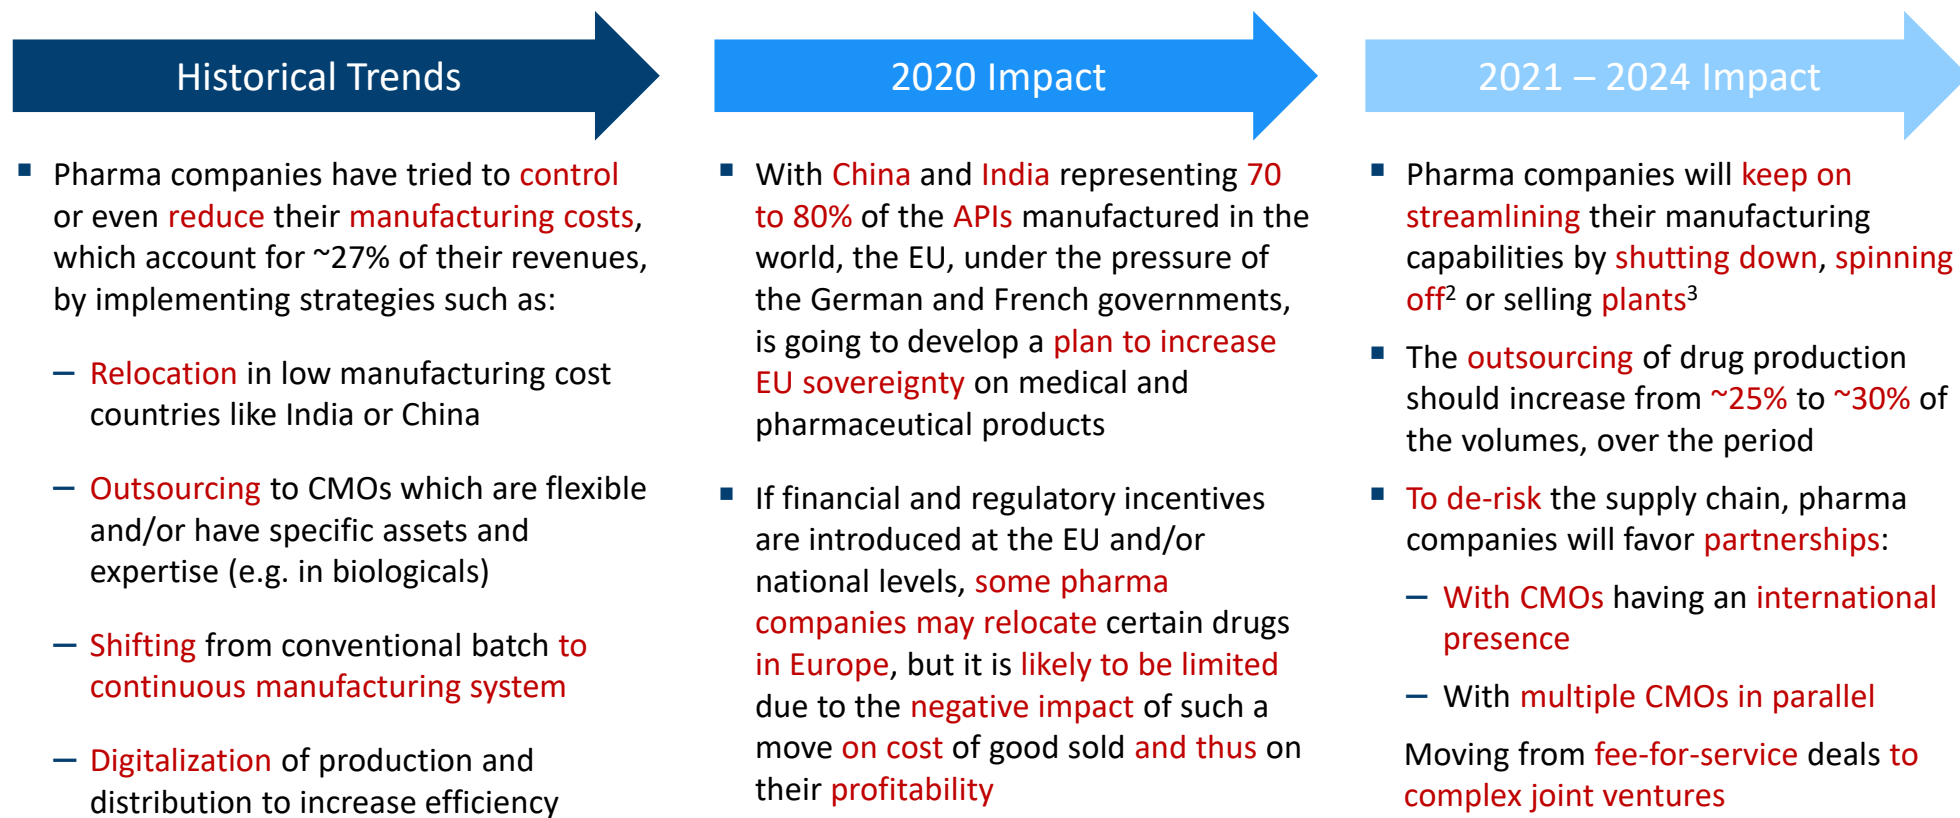 Historical Trends
▪ Pharma companies have tried to control
or even reduce their manufacturing costs,
which account for ~27% of their revenues,
by implementing strategies such as:
– Relocation in low manufacturing cost
countries like India or China
– Outsourcing to CMOs which are flexible
and/or have specific assets and
expertise (e.g. in biologicals)
– Shifting from conventional batch to
continuous manufacturing system
– Digitalization of production and
distribution to increase efficiency
2020 Impact
▪ With China and India representing 70
to 80% of the APIs manufactured in the
world, the EU, under the pressure of
the German and French governments,
is going to develop a plan to increase
EU sovereignty on medical and
pharmaceutical products
▪ If financial and regulatory incentives
are introduced at the EU and/or
national levels, some pharma
companies may relocate certain drugs
in Europe, but it is likely to be limited
due to the negative impact of such a
move on cost of good sold and thus on
their profitability
2021 – 2024 Impact
▪ Pharma companies will keep on
streamlining their manufacturing
capabilities by shutting down, spinning
off² or selling plants³
▪ The outsourcing of drug production
should increase from ~25% to ~30% of
the volumes, over the period
▪ To de-risk the supply chain, pharma
companies will favor partnerships:
– With CMOs having an international
presence
– With multiple CMOs in parallel
Moving from fee-for-service deals to
complex joint ventures